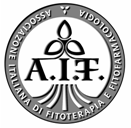 ASSOCIAZIONE ITALIANA DI FITOTERAPIA E FITOFARMACOLOGIA
A.I.F.